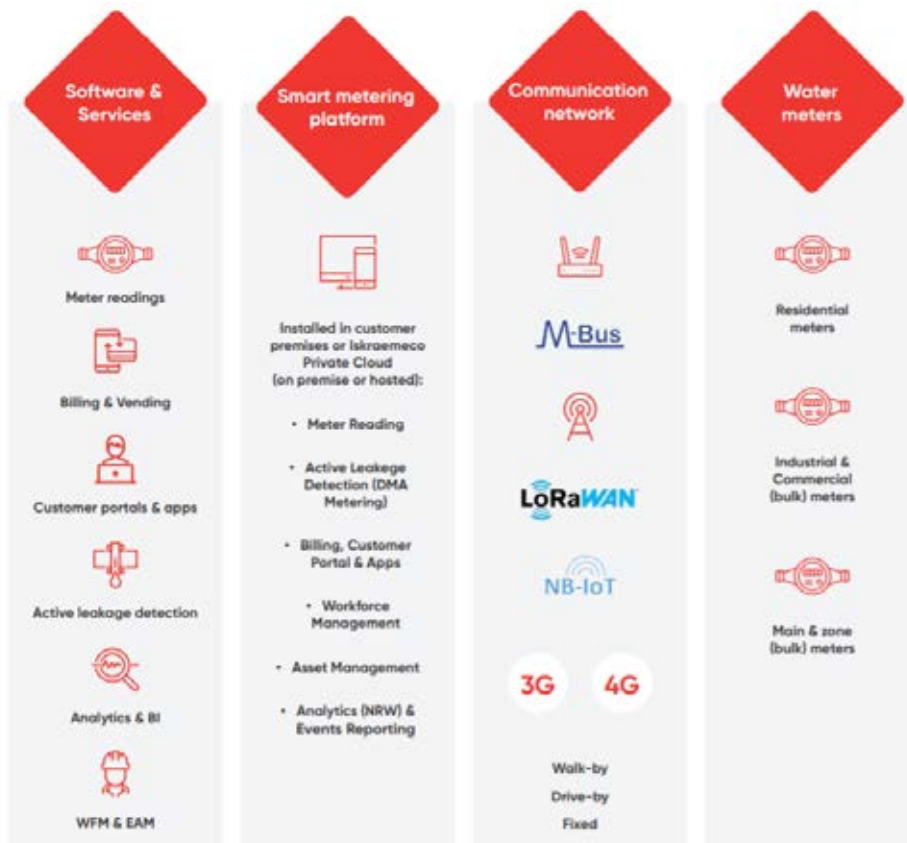 Software &
Services
Meter readings
Billing & Vending
Customer portals & apps
Active leakage detection
Analytics & BI
WFM & EAM
Smart metering
platform
Installed in customer
premises or Iskraemeco
Private Cloud
(on premise or hosted):
• Meter Reading
• Active Leakege
Detection (DMA
Metering)
• Billing, Customer
Portal & Apps
• Workforce
Management
• Asset Management
• Analytics (NRW) &
Events Reporting
Communication
network
M-Bus
LoRaWAN
NB-IoT
3G 4G
Walk-by
Drive-by
Fixed
Water
meters
Residential
meters
Industrial &
Commercial
(bulk) meters
Main & zone
(bulk) meters